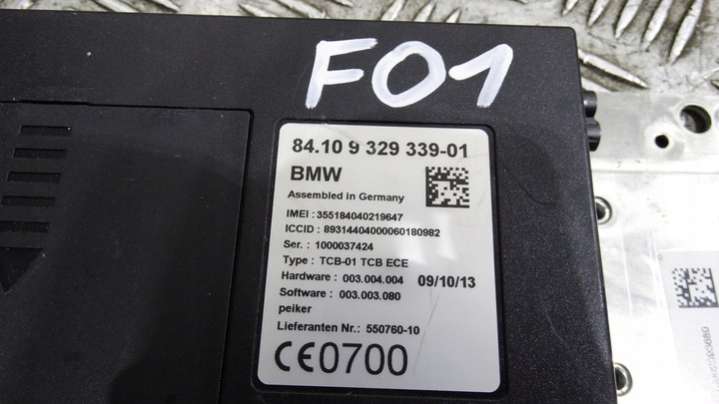 F01
84.10 9 329 339-01
BMW
Assembled in Germany
IMEI : 355184040219647
ICCID : 89314404000060180982
Ser. : 1000037424
Type : TCB-01 TCB ECE
Hardware : 003.004.004 09/10/13
Software : 003.003.080
peiker
Lieferanten Nr.: 550760-10
CE0700